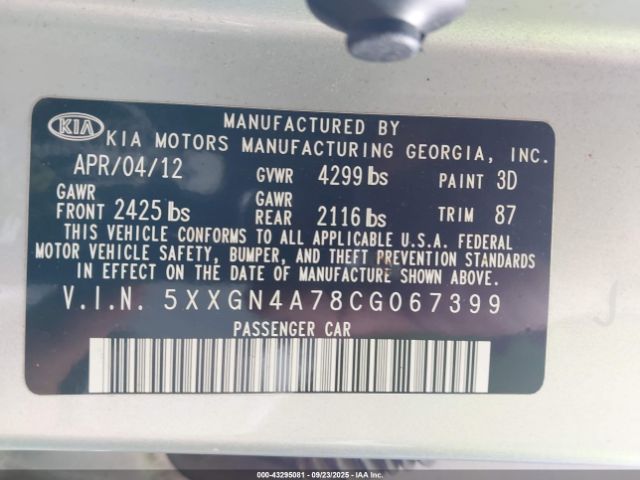 MANUFACTURED BY
KIA KIA MOTORS MANUFACTURING GEORGIA, INC.
APR/04/12 GVWR 4299 lbs PAINT 3D
GAWR FRONT 2425 lbs GAWR REAR 2116 lbs TRIM 87
THIS VEHICLE CONFORMS TO ALL APPLICABLE U.S.A. FEDERAL
MOTOR VEHICLE SAFETY, BUMPER, AND THEFT PREVENTION STANDARDS
IN EFFECT ON THE DATE OF MANUFACTURE SHOWN ABOVE.
V.I.N. 5XXGN4A78CG067399
PASSENGER CAR
000-43295081 - 09/23/2025 - IAA Inc.